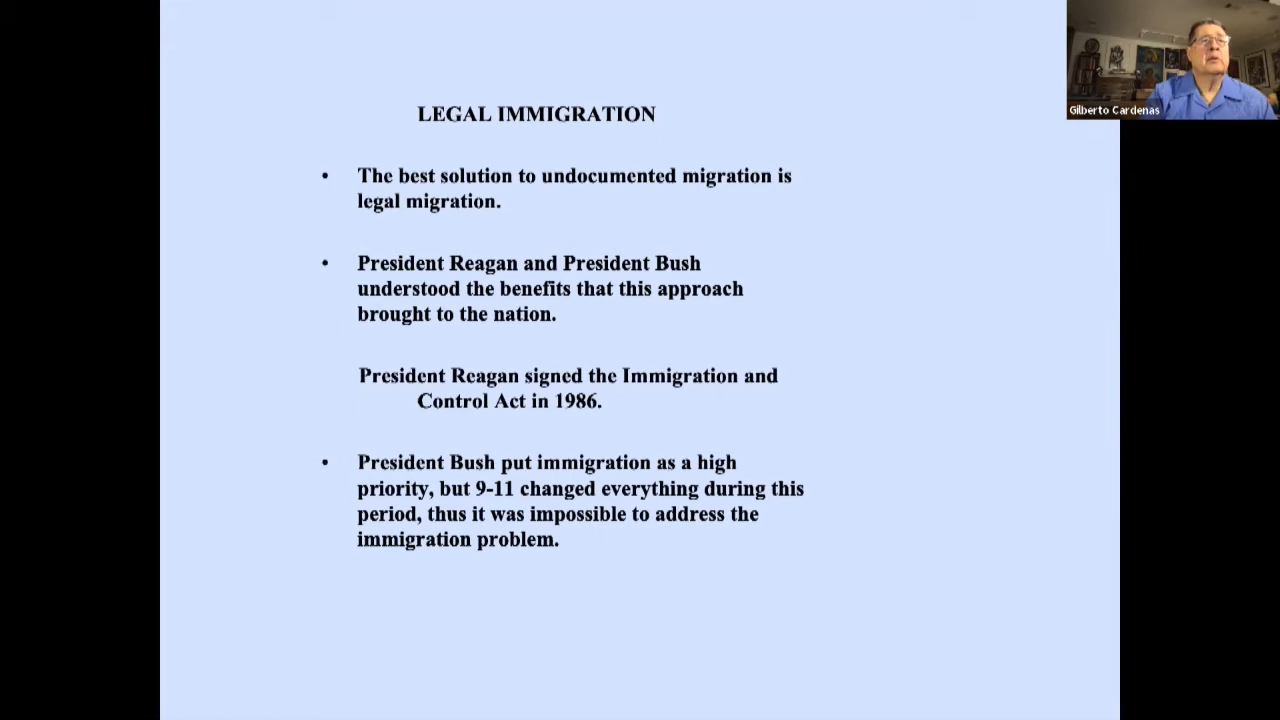 LEGAL IMMIGRATION
• The best solution to undocumented migration is
legal migration.
• President Reagan and President Bush
understood the benefits that this approach
brought to the nation.
President Reagan signed the Immigration and
Control Act in 1986.
• President Bush put immigration as a high
priority, but 9-11 changed everything during this
period, thus it was impossible to address the
immigration problem.
Gilberto Cardenas